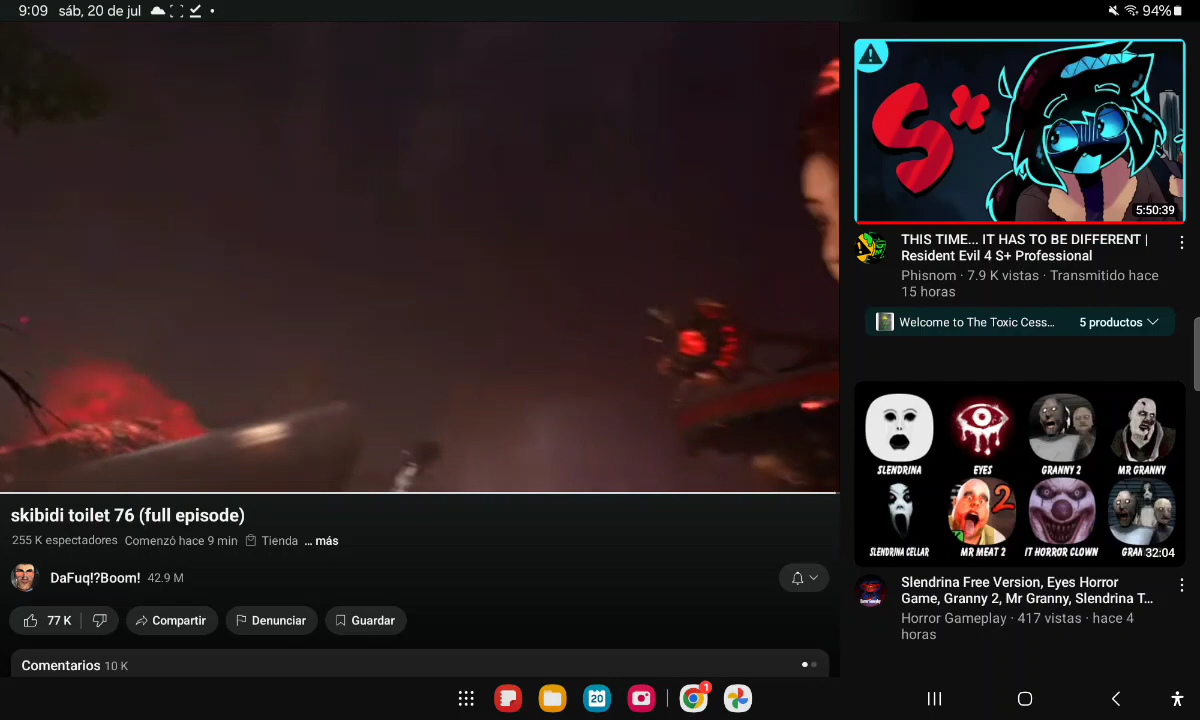 9:09 sáb, 20 de jul
94%
S+
5:50:39
THIS TIME... IT HAS TO BE DIFFERENT |
Resident Evil 4 S+ Professional
Phisnom · 7.9 K vistas · Transmitido hace
15 horas
Welcome to The Toxic Cess... 5 productos
SLENDRINA EYES GRANNY 2 MR GRANNY
2
SLENDRINA CELLAR MR MEAT 2 IT HORROR CLOWN GRAN 32:04
Slendrina Free Version, Eyes Horror
Game, Granny 2, Mr Granny, Slendrina T...
Horror Gameplay · 417 vistas · hace 4
horas
skibidi toilet 76 (full episode)
255 K espectadores Comenzó hace 9 min Tienda ... más
DaFuq!?Boom! 42.9 M
77 K Compartir Denunciar Guardar
Comentarios 10 K
20
1